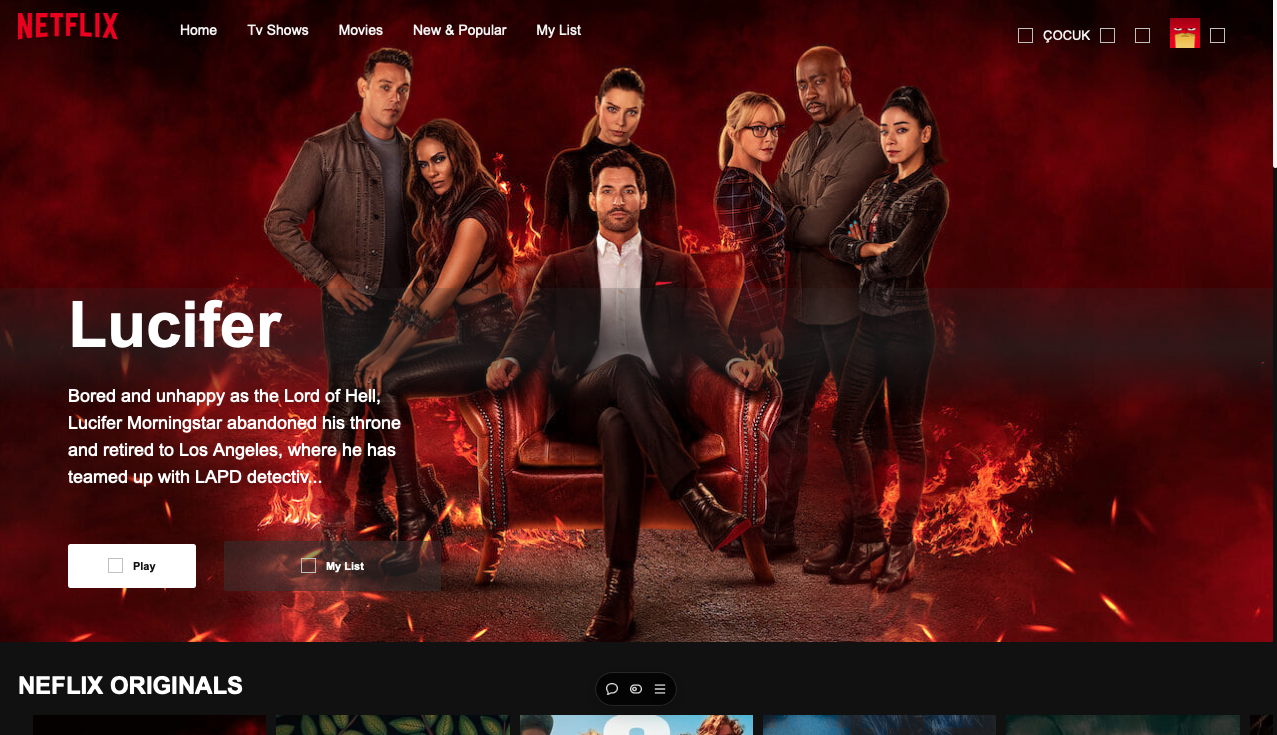 NETFLIX
Home
Tv Shows
Movies
New & Popular
My List
ÇOCUK
Lucifer
Bored and unhappy as the Lord of Hell,
Lucifer Morningstar abandoned his throne
and retired to Los Angeles, where he has
teamed up with LAPD detectiv...
Play
My List
NEFLIX ORIGINALS